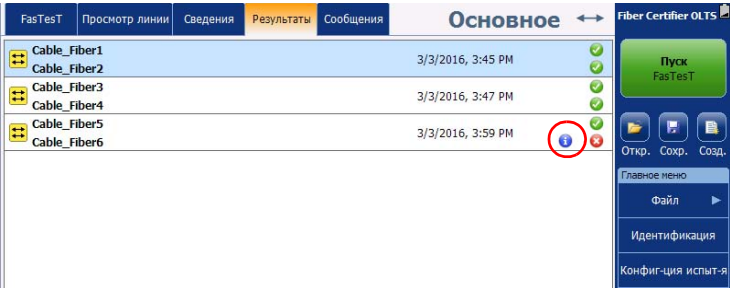 FasTesT Просмотр линии Сведения Результаты Сообщения Основное Fiber Certifier OLTS
Cable_Fiber1
Cable_Fiber2
3/3/2016, 3:45 PM
Cable_Fiber3
Cable_Fiber4
3/3/2016, 3:47 PM
Cable_Fiber5
Cable_Fiber6
3/3/2016, 3:59 PM
Пуск
FasTesT
Откр. Сохр. Созд.
Главное меню
Файл
Идентификация
Конфиг-ция испыт-я